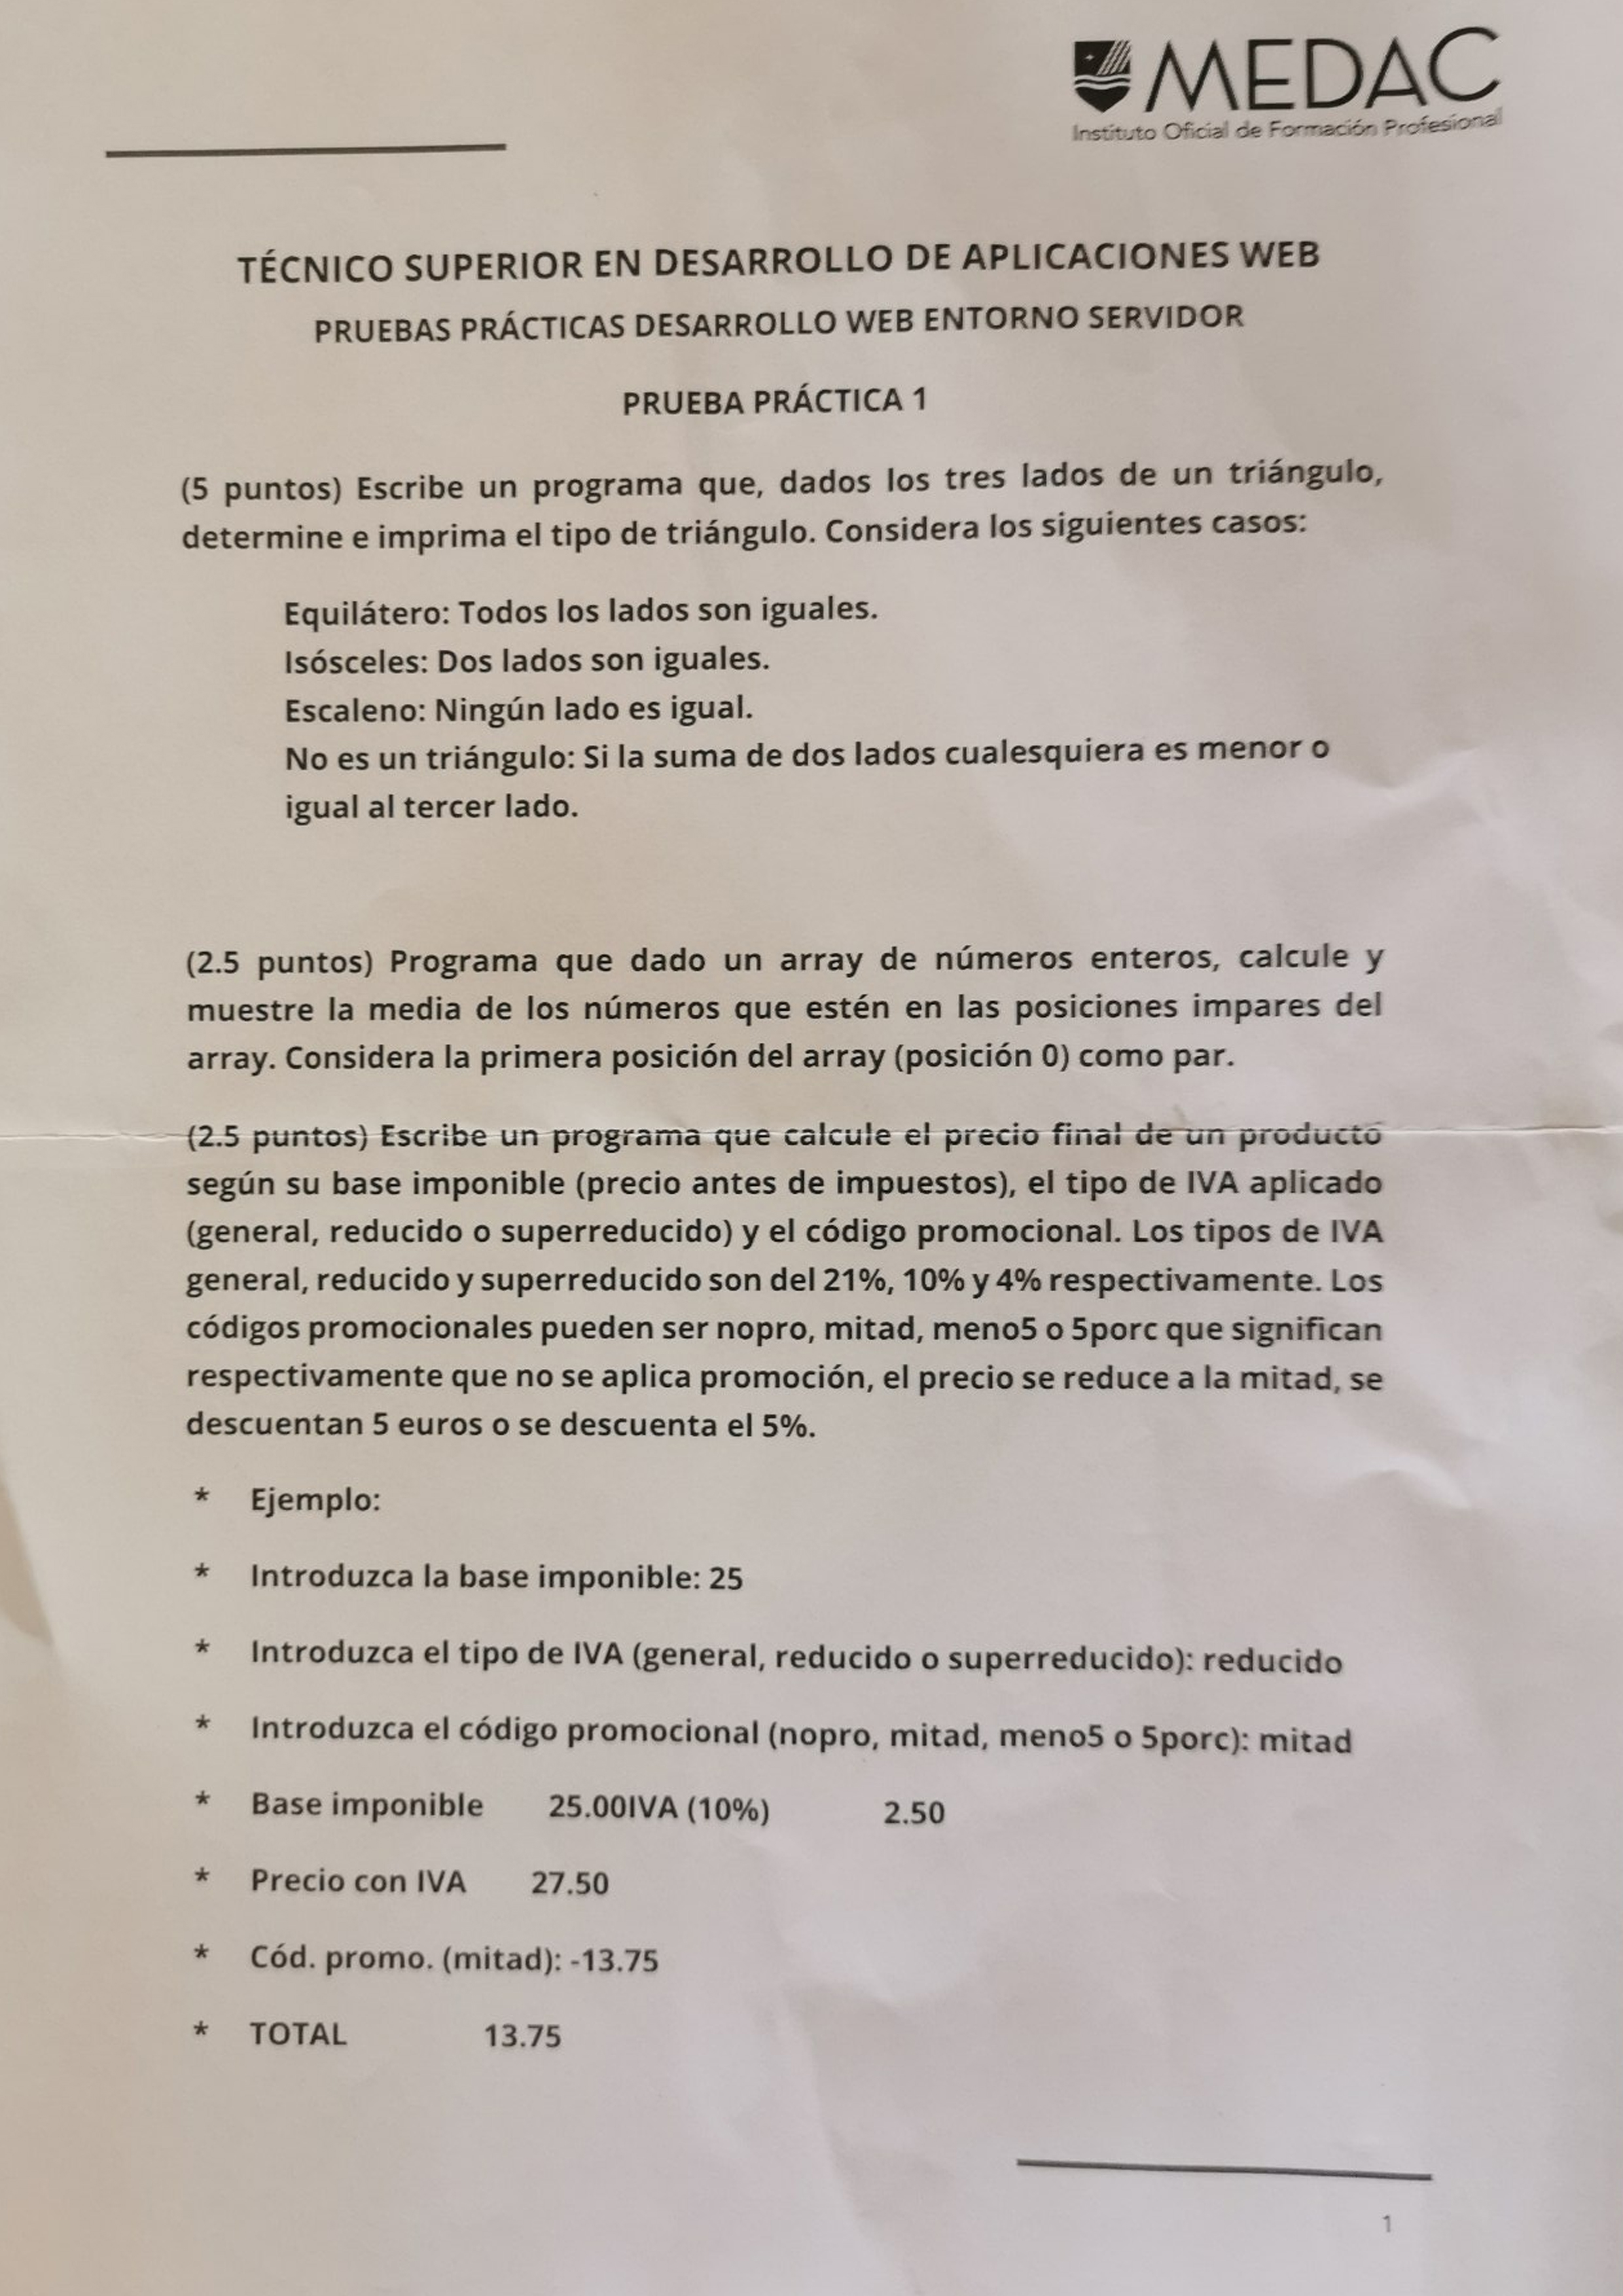 MEDAC
Instituto Oficial de Formación Profesional
TÉCNICO SUPERIOR EN DESARROLLO DE APLICACIONES WEB
PRUEBAS PRÁCTICAS DESARROLLO WEB ENTORNO SERVIDOR
PRUEBA PRÁCTICA 1
(5 puntos) Escribe un programa que, dados los tres lados de un triángulo,
determine e imprima el tipo de triángulo. Considera los siguientes casos:
Equilátero: Todos los lados son iguales.
Isósceles: Dos lados son iguales.
Escaleno: Ningún lado es igual.
No es un triángulo: Si la suma de dos lados cualesquiera es menor o
igual al tercer lado.
(2.5 puntos) Programa que dado un array de números enteros, calcule y
muestre la media de los números que estén en las posiciones impares del
array. Considera la primera posición del array (posición 0) como par.
(2.5 puntos) Escribe un programa que calcule el precio final de un producto
según su base imponible (precio antes de impuestos), el tipo de IVA aplicado
(general, reducido o superreducido) y el código promocional. Los tipos de IVA
general, reducido y superreducido son del 21%, 10% y 4% respectivamente. Los
códigos promocionales pueden ser nopro, mitad, meno5 o 5porc que significan
respectivamente que no se aplica promoción, el precio se reduce a la mitad, se
descuentan 5 euros o se descuenta el 5%.
* Ejemplo:
* Introduzca la base imponible: 25
* Introduzca el tipo de IVA (general, reducido o superreducido): reducido
* Introduzca el código promocional (nopro, mitad, meno5 o 5porc): mitad
* Base imponible 25.00IVA (10%) 2.50
* Precio con IVA 27.50
* Cód. promo. (mitad): -13.75
* TOTAL 13.75
1